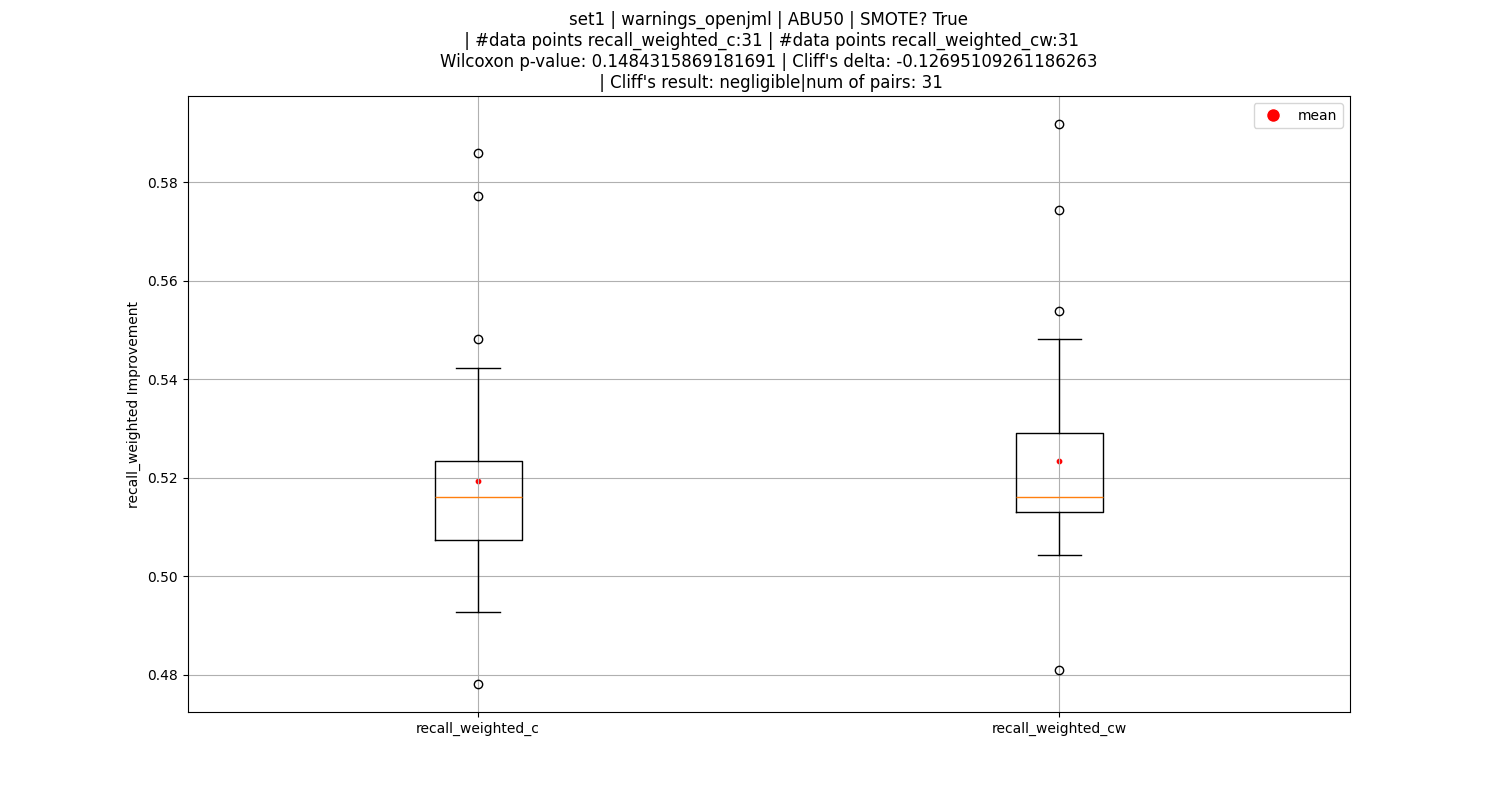 set1 | warnings_openjml | ABU50 | SMOTE? True
| #data points recall_weighted_c:31 | #data points recall_weighted_cw:31
Wilcoxon p-value: 0.1484315869181691 | Cliff's delta: -0.12695109261186263
| Cliff's result: negligible|num of pairs: 31
mean
0.58
0.56
0.54
0.52
0.50
0.48
recall_weighted Improvement
recall_weighted_c
recall_weighted_cw